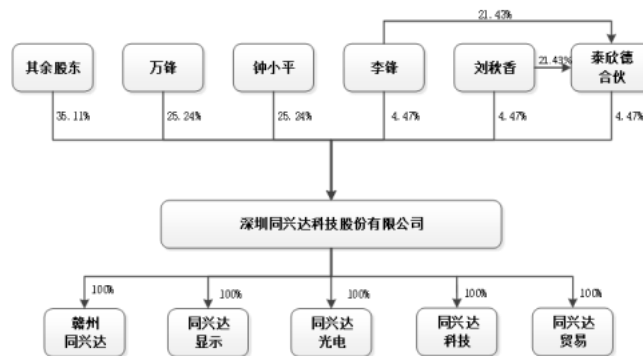 21.43%
其余股东
万锋
钟小平
李锋
刘秋香
21.43%
泰欣德
合伙
35.11%
25.24%
25.24%
4.47%
4.47%
4.47%
深圳同兴达科技股份有限公司
100%
100%
100%
100%
100%
赣州
同兴达
同兴达
显示
同兴达
光电
同兴达
科技
同兴达
贸易